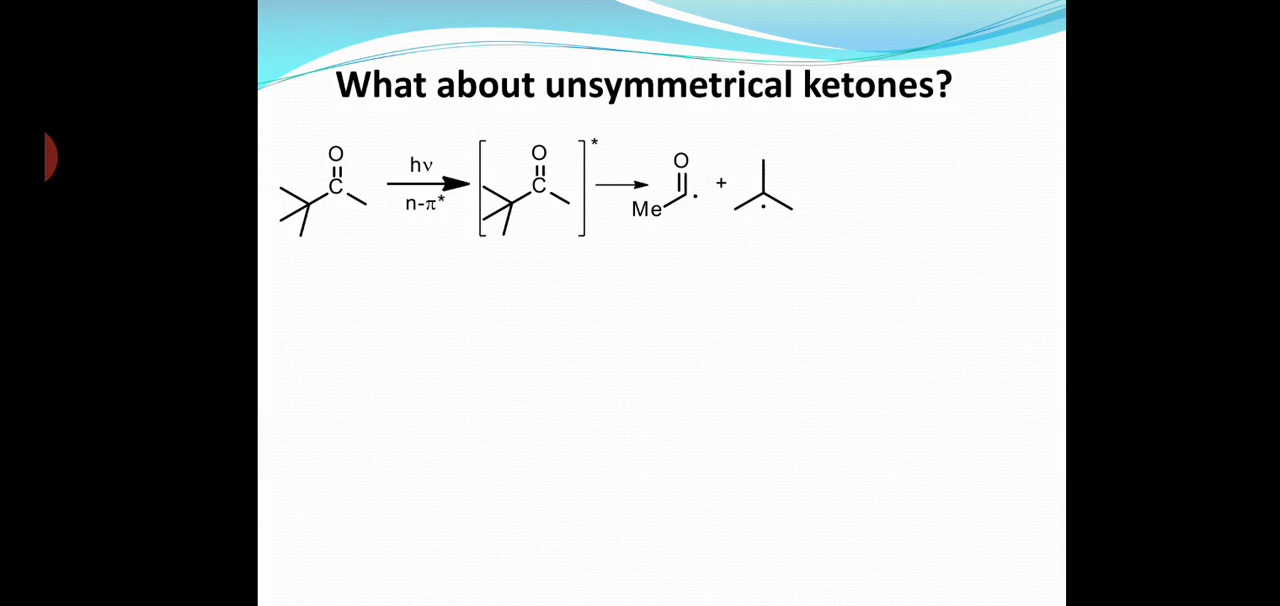 What about unsymmetrical ketones?
O
C
hν
n-π*
O
C
*
O
Me
+